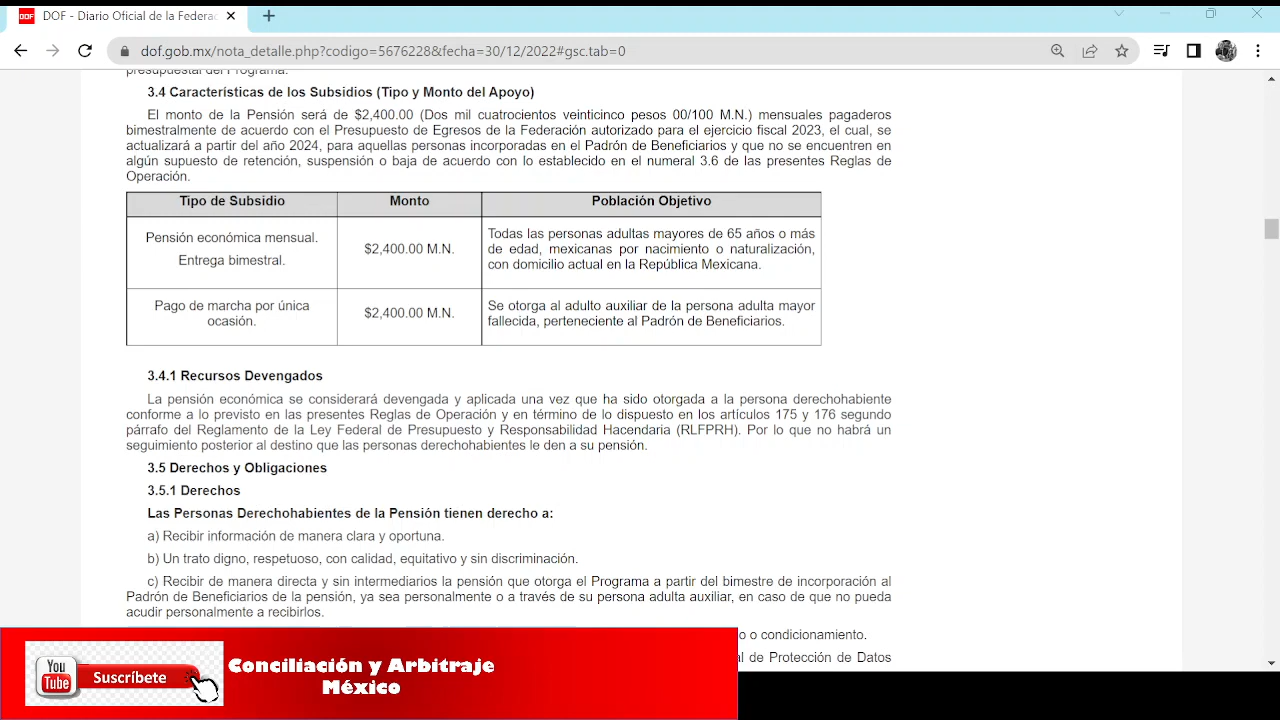 DOF - Diario Oficial de la Federac
dof.gob.mx/nota_detalle.php?codigo=5676228&fecha=30/12/2022#gsc.tab=0
presupuestal del Programa.
3.4 Características de los Subsidios (Tipo y Monto del Apoyo)
El monto de la Pensión será de $2,400.00 (Dos mil cuatrocientos veinticinco pesos 00/100 M.N.) mensuales pagaderos
bimestralmente de acuerdo con el Presupuesto de Egresos de la Federación autorizado para el ejercicio fiscal 2023, el cual, se
actualizará a partir del año 2024, para aquellas personas incorporadas en el Padrón de Beneficiarios y que no se encuentren en
algún supuesto de retención, suspensión o baja de acuerdo con lo establecido en el numeral 3.6 de las presentes Reglas de
Operación.
Tipo de Subsidio Monto Población Objetivo
Pensión económica mensual.
Entrega bimestral.
$2,400.00 M.N.
Todas las personas adultas mayores de 65 años o más
de edad, mexicanas por nacimiento o naturalización,
con domicilio actual en la República Mexicana.
Pago de marcha por única
ocasión.
$2,400.00 M.N.
Se otorga al adulto auxiliar de la persona adulta mayor
fallecida, perteneciente al Padrón de Beneficiarios.
3.4.1 Recursos Devengados
La pensión económica se considerará devengada y aplicada una vez que ha sido otorgada a la persona derechohabiente
conforme a lo previsto en las presentes Reglas de Operación y en término de lo dispuesto en los artículos 175 y 176 segundo
párrafo del Reglamento de la Ley Federal de Presupuesto y Responsabilidad Hacendaria (RLFPRH). Por lo que no habrá un
seguimiento posterior al destino que las personas derechohabientes le den a su pensión.
3.5 Derechos y Obligaciones
3.5.1 Derechos
Las Personas Derechohabientes de la Pensión tienen derecho a:
a) Recibir información de manera clara y oportuna.
b) Un trato digno, respetuoso, con calidad, equitativo y sin discriminación.
c) Recibir de manera directa y sin intermediarios la pensión que otorga el Programa a partir del bimestre de incorporación al
Padrón de Beneficiarios de la pensión, ya sea personalmente o a través de su persona adulta auxiliar, en caso de que no pueda
acudir personalmente a recibirlos.
o o condicionamiento.
al de Protección de Datos
You
Tube
Suscríbete
Conciliación y Arbitraje
México